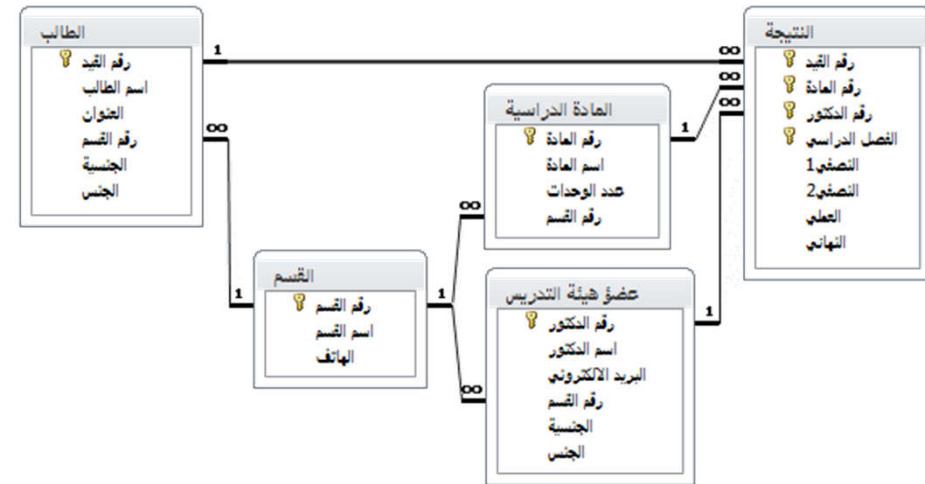 النتيجة
رقم القيد
رقم المادة
رقم الدكتور
الفصل الدراسي
النصفي1
النصفي2
العملي
النهائي
المادة الدراسية
رقم المادة
اسم المادة
عدد الوحدات
رقم القسم
عضؤ هيئة التدريس
رقم الدكتور
اسم الدكتور
البريد الالكتروني
رقم القسم
الجنسية
الجنس
القسم
رقم القسم
اسم القسم
الهاتف
الطالب
رقم القيد
اسم الطالب
العنوان
رقم القسم
الجنسية
الجنس
1
∞
∞
∞
1
∞
∞
1
1
1
∞